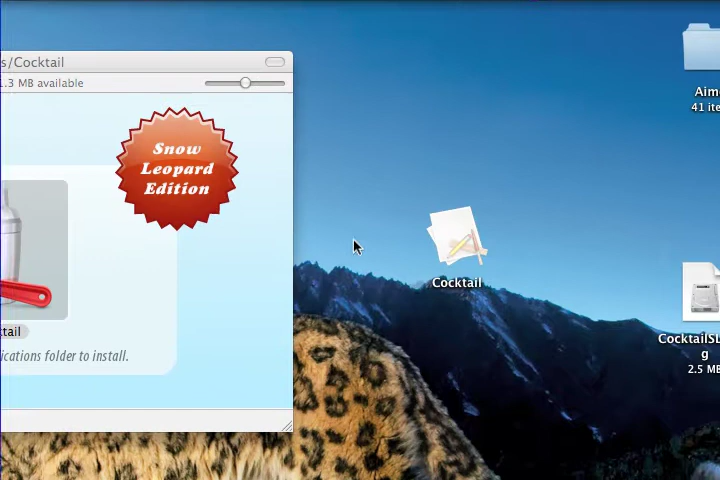 s/Cocktail
1.3 MB available
Snow
Leopard
Edition
ktail
ications folder to install.
Cocktail
Aim
41 ite
CocktailSL
g
2.5 MB